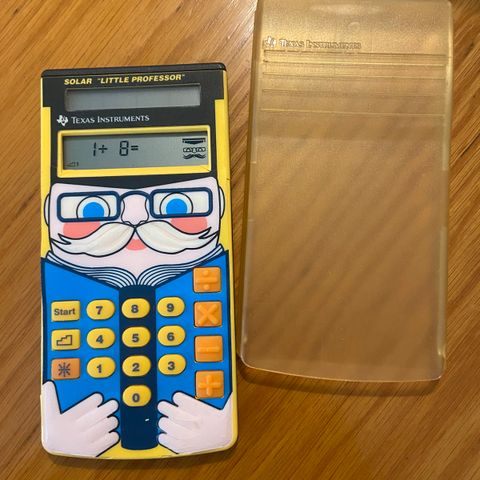 SOLAR "LITTLE PROFESSOR"
TEXAS INSTRUMENTS
TEXAS INSTRUMENTS
1+ 8=
÷
Start 7 8 9 ×
4 5 6 −
1 2 3 +
0